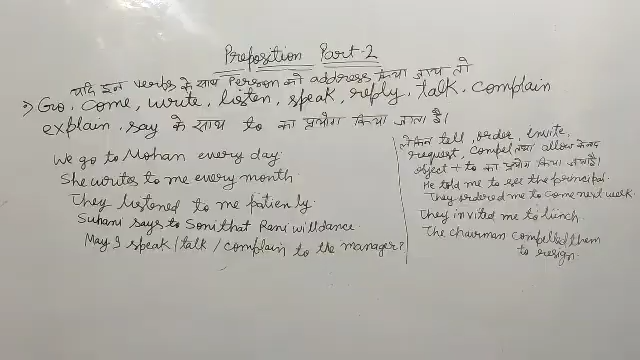 Preposition Part-2
यदि इन verbs के साथ Person को address किया जाय तो
Go, Come, write, listen, speak, reply, talk, complain
explain, say के साथ to का प्रयोग किया जाता है।
We go to Mohan every day.
She writes to me every month.
They listened to me patiently.
Suhani says to Soni that Rani will dance.
May I speak/talk/complain to the manager?
लेकिन tell, order, invite,
request, Compel तथा allow के बाद
object + to का प्रयोग किया जाता है।
He told me to see the principal.
They ordered me to come next week.
They invited me to lunch.
The chairman compelled them
to resign.